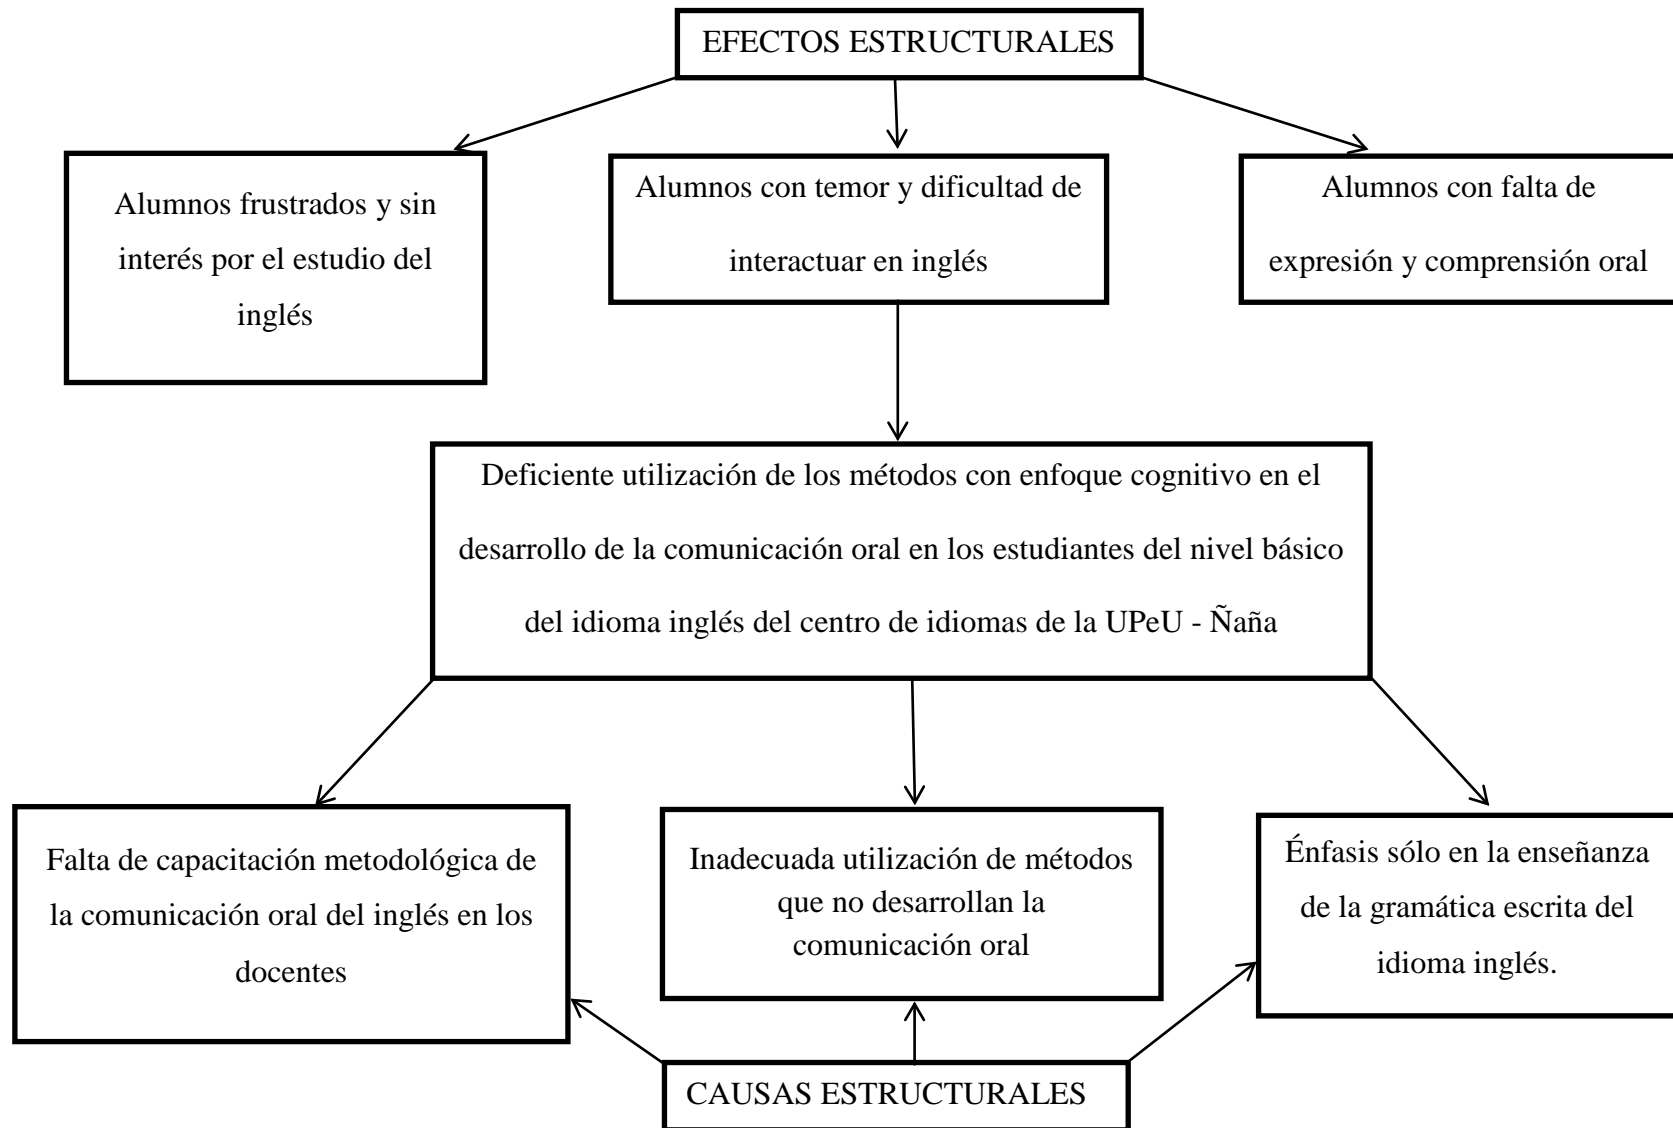 EFECTOS ESTRUCTURALES
Alumnos frustrados y sin
interés por el estudio del
inglés
Alumnos con temor y dificultad de
interactuar en inglés
Alumnos con falta de
expresión y comprensión oral
Deficiente utilización de los métodos con enfoque cognitivo en el
desarrollo de la comunicación oral en los estudiantes del nivel básico
del idioma inglés del centro de idiomas de la UPeU - Ñaña
Falta de capacitación metodológica de
la comunicación oral del inglés en los
docentes
Inadecuada utilización de métodos
que no desarrollan la
comunicación oral
Énfasis sólo en la enseñanza
de la gramática escrita del
idioma inglés.
CAUSAS ESTRUCTURALES